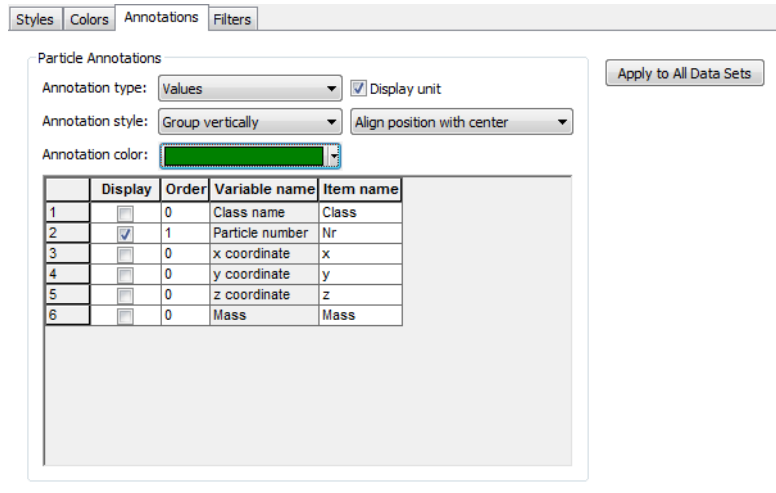 Styles Colors Annotations Filters
Particle Annotations
Apply to All Data Sets
Annotation type: Values Display unit
Annotation style: Group vertically Align position with center
Annotation color:
Display Order Variable name Item name
1 0 Class name Class
2 1 Particle number Nr
3 0 x coordinate x
4 0 y coordinate y
5 0 z coordinate z
6 0 Mass Mass